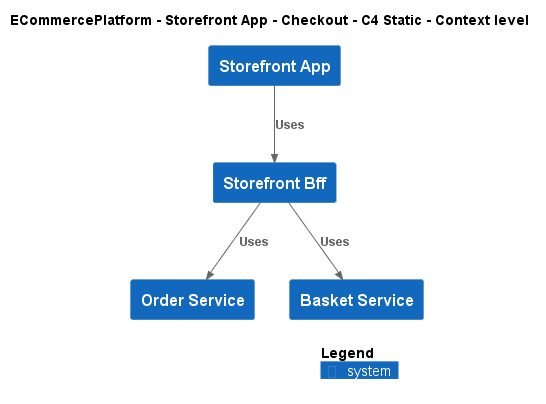 ECommercePlatform - Storefront App - Checkout - C4 Static - Context level
Storefront App
Uses
Storefront Bff
Uses
Uses
Order Service
Basket Service
Legend
system